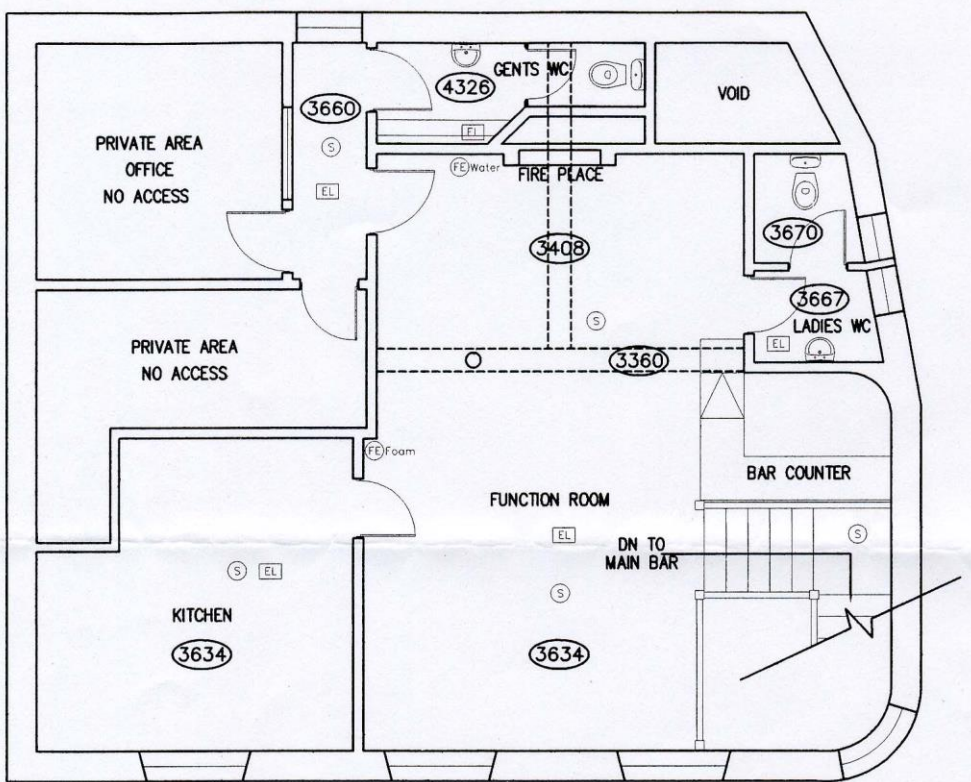 GENTS WC
4326
3660
VOID
PRIVATE AREA
OFFICE
NO ACCESS
S
EL
EL
FE Water
FIRE PLACE
3408
3670
3667
LADIES WC
EL
S
3360
PRIVATE AREA
NO ACCESS
FE Foam
BAR COUNTER
FUNCTION ROOM
EL
DN TO
MAIN BAR
S
S
S
EL
KITCHEN
3634
3634